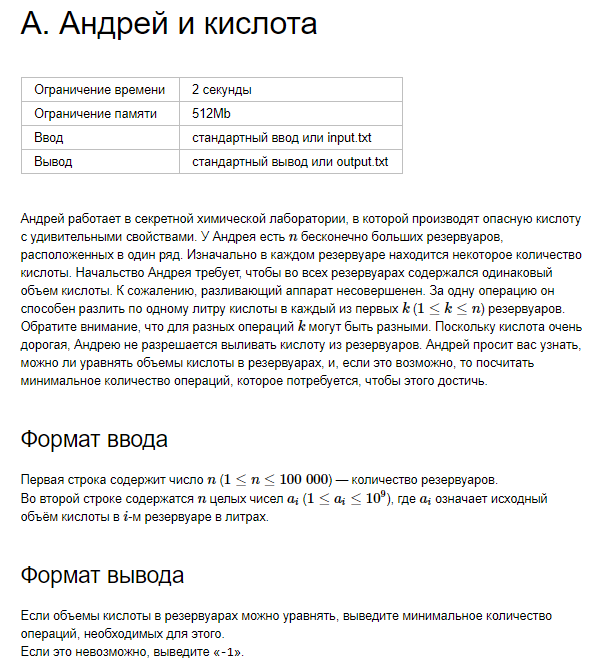 А. Андрей и кислота
Ограничение времени 2 секунды
Ограничение памяти 512Mb
Ввод стандартный ввод или input.txt
Вывод стандартный вывод или output.txt
Андрей работает в секретной химической лаборатории, в которой производят опасную кислоту
с удивительными свойствами. У Андрея есть n бесконечно больших резервуаров,
расположенных в один ряд. Изначально в каждом резервуаре находится некоторое количество
кислоты. Начальство Андрея требует, чтобы во всех резервуарах содержался одинаковый
объем кислоты. К сожалению, разливающий аппарат несовершенен. За одну операцию он
способен разлить по одному литру кислоты в каждый из первых k (1 ≤ k ≤ n) резервуаров.
Обратите внимание, что для разных операций k могут быть разными. Поскольку кислота очень
дорогая, Андрею не разрешается выливать кислоту из резервуаров. Андрей просит вас узнать,
можно ли уравнять объемы кислоты в резервуарах, и, если это возможно, то посчитать
минимальное количество операций, которое потребуется, чтобы этого достичь.
Формат ввода
Первая строка содержит число n (1 ≤ n ≤ 100 000) — количество резервуаров.
Во второй строке содержатся n целых чисел aᵢ (1 ≤ aᵢ ≤ 10⁹), где aᵢ означает исходный
объём кислоты в i-м резервуаре в литрах.
Формат вывода
Если объемы кислоты в резервуарах можно уравнять, выведите минимальное количество
операций, необходимых для этого.
Если это невозможно, выведите «-1».